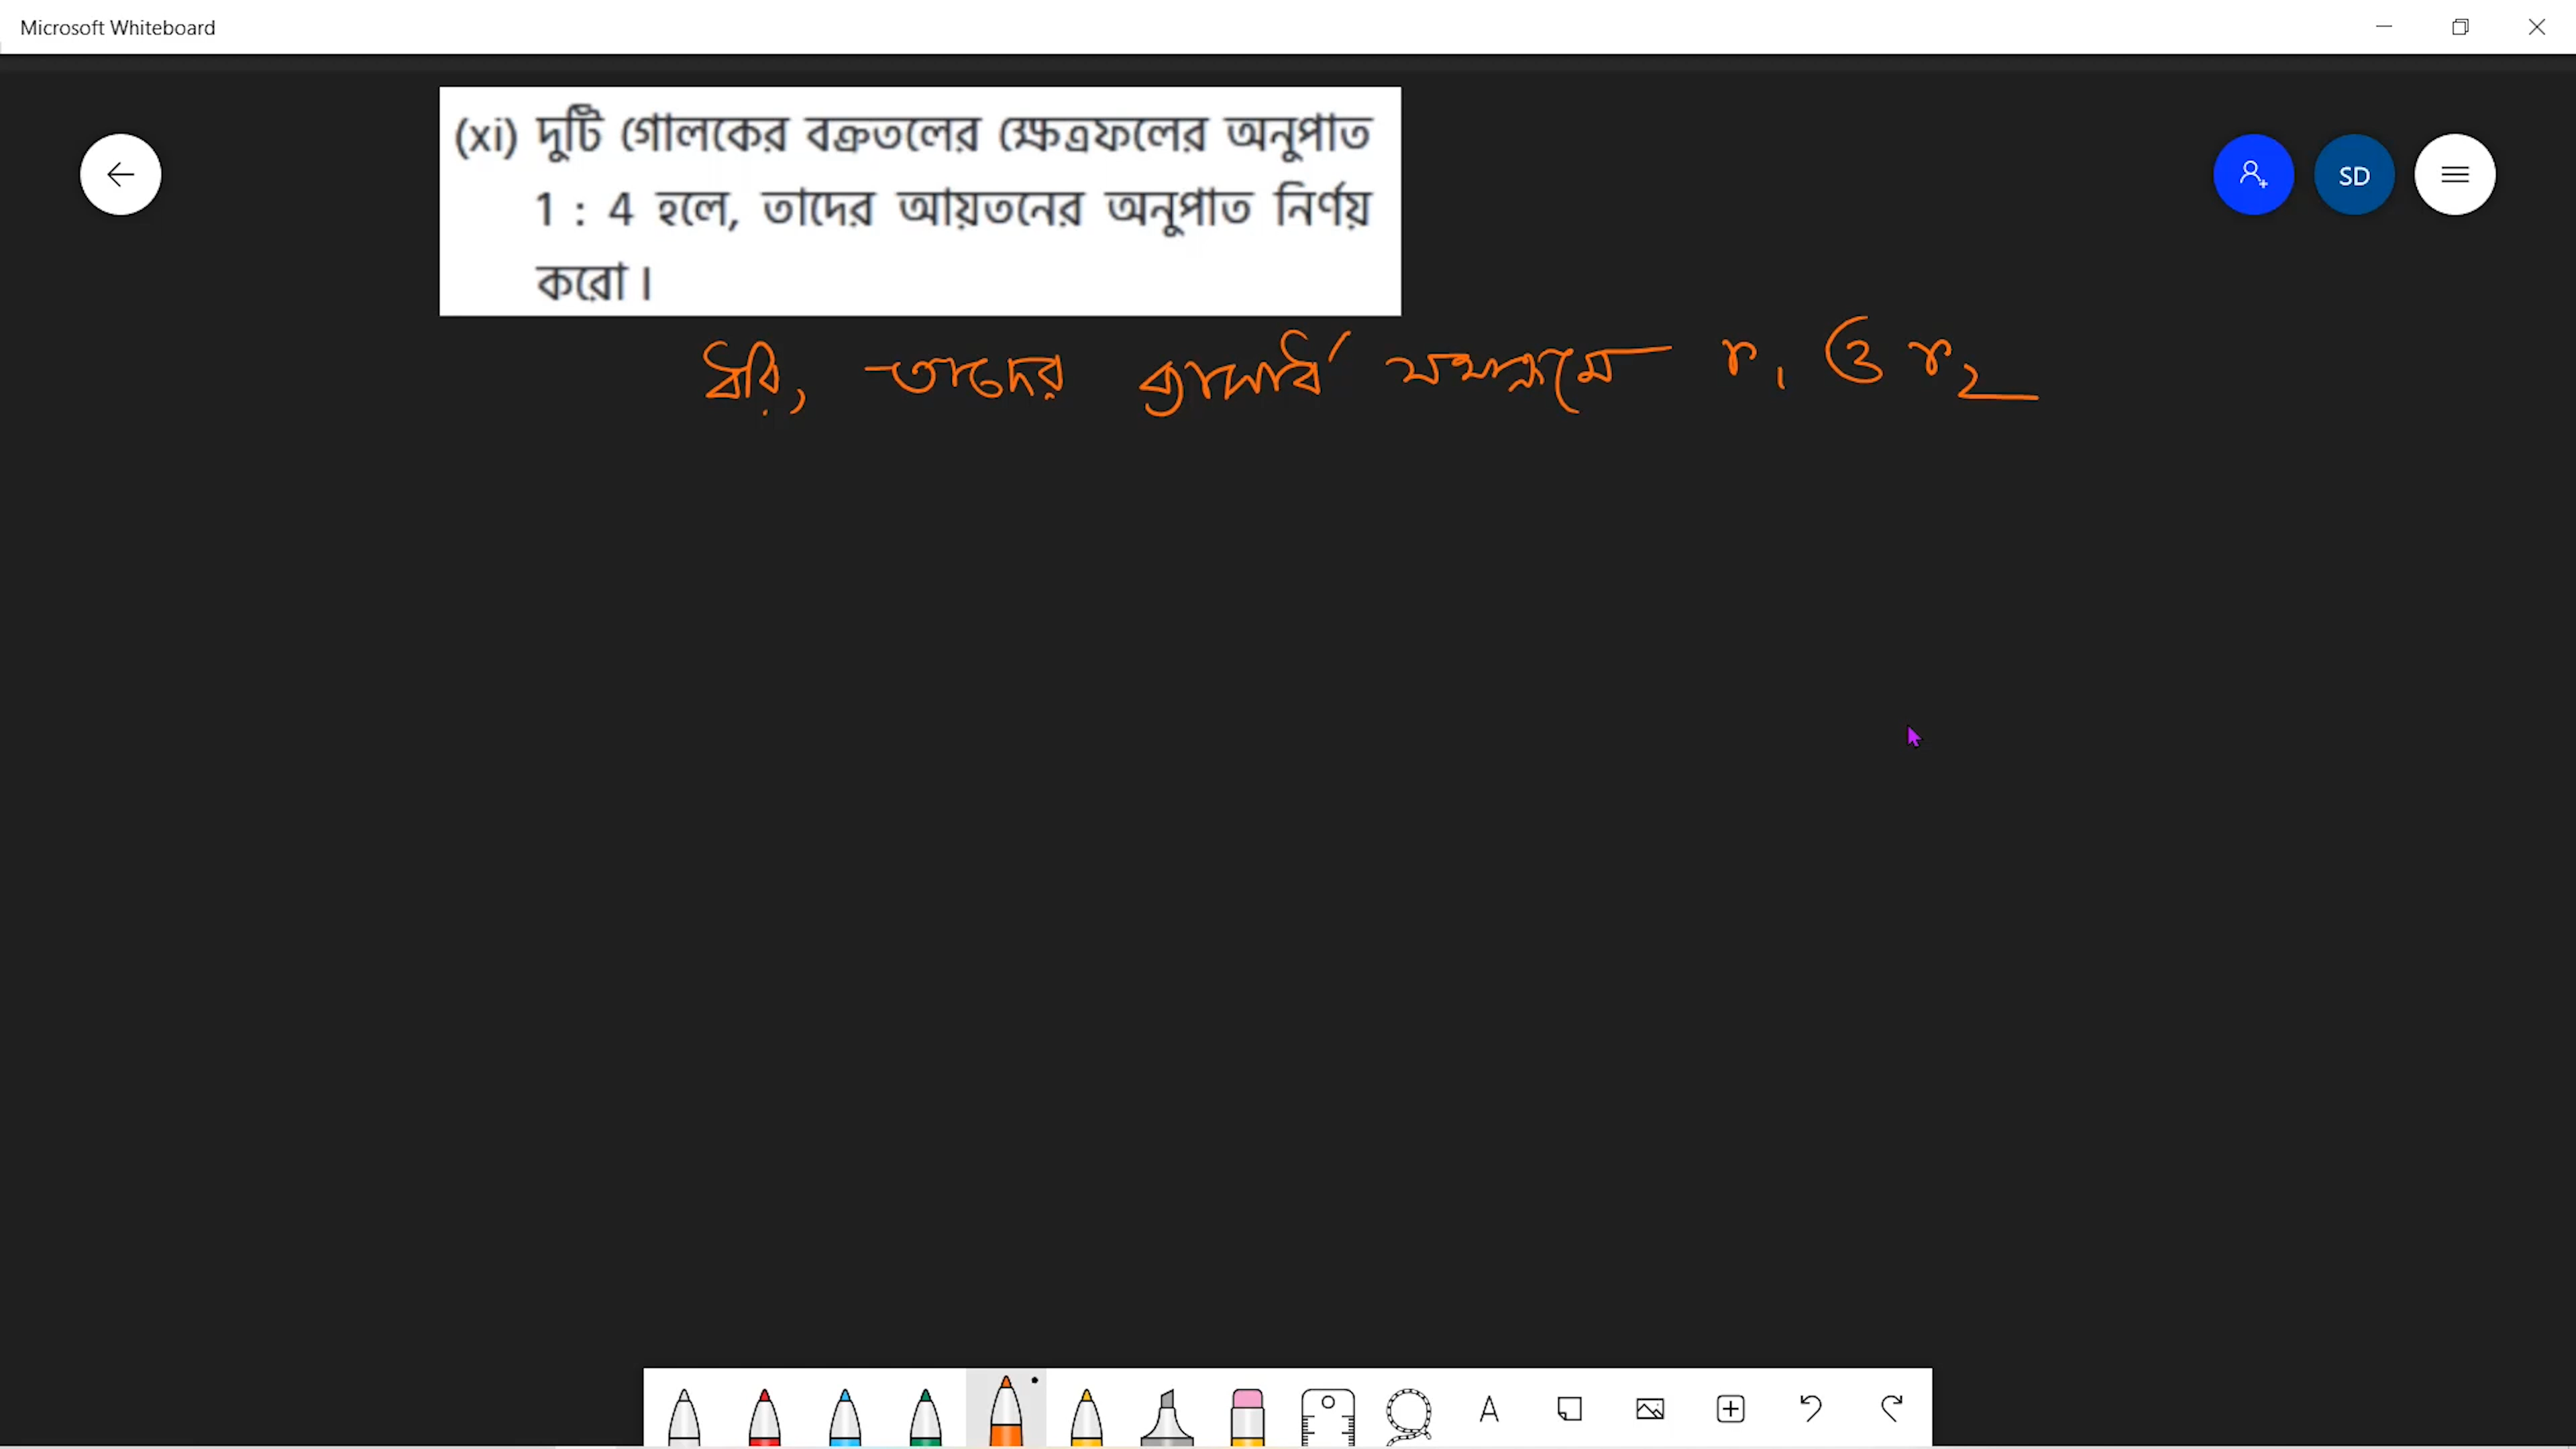 Microsoft Whiteboard
(xi) দুটি গোলকের বক্রতলের ক্ষেত্রফলের অনুপাত
1 : 4 হলে, তাদের আয়তনের অনুপাত নির্ণয়
করো।
SD
ধরি, তাদের ব্যাসার্ধ যথাক্রমে r₁ ও r₂
A